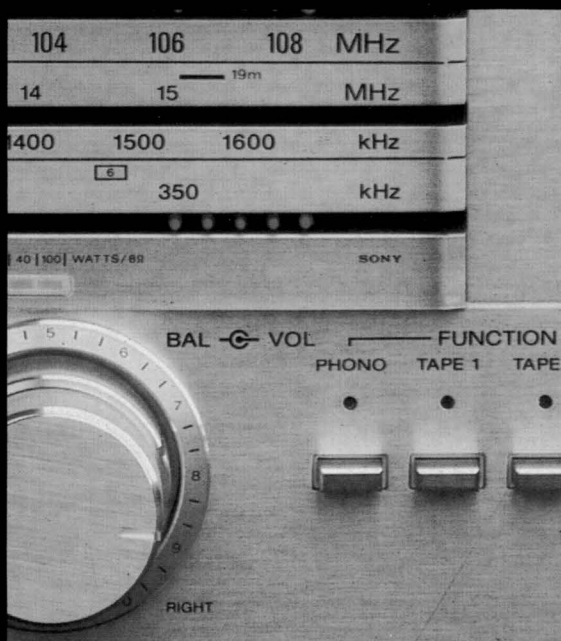 104 106 108 MHz
19m
14 15 MHz
1400 1500 1600 kHz
6
350 kHz
40 100 WATTS/8Ω SONY
BAL VOL FUNCTION
PHONO TAPE 1 TAPE
5 6 7 8 9
RIGHT